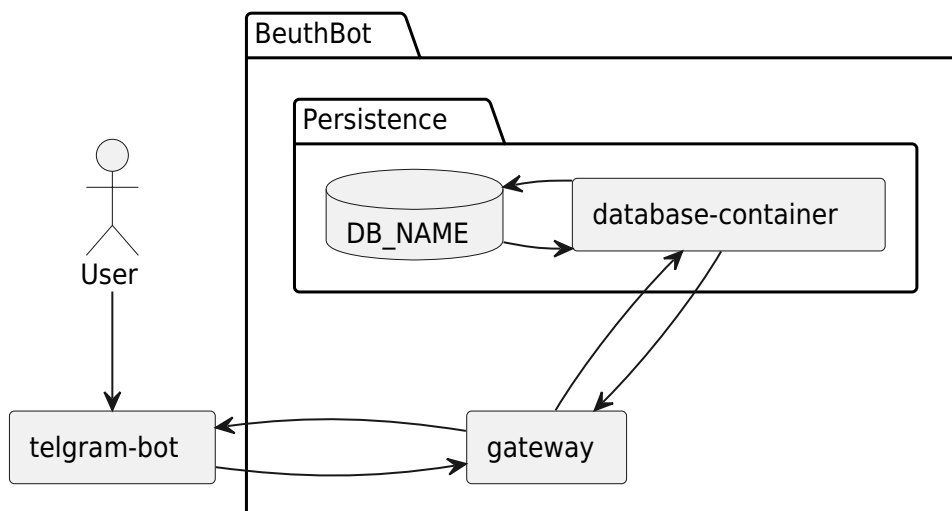 BeuthBot
Persistence
DB_NAME
database-container
User
telgram-bot
gateway